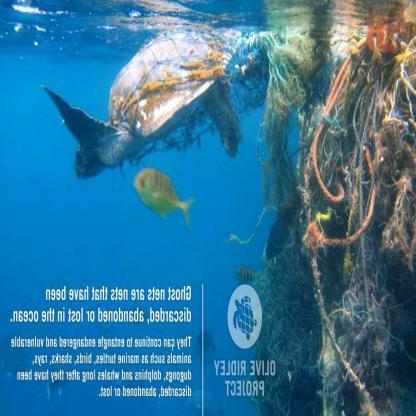 Ghost nets are nets that have been
discarded, abandoned or lost in the ocean.
They can continue to entangle endangered and vulnerable
animals such as marine turtles, birds, sharks, rays,
dugongs, dolphins and whales long after they have been
discarded, abandoned to lost.
OLIVE RIDLEY
PROJECT